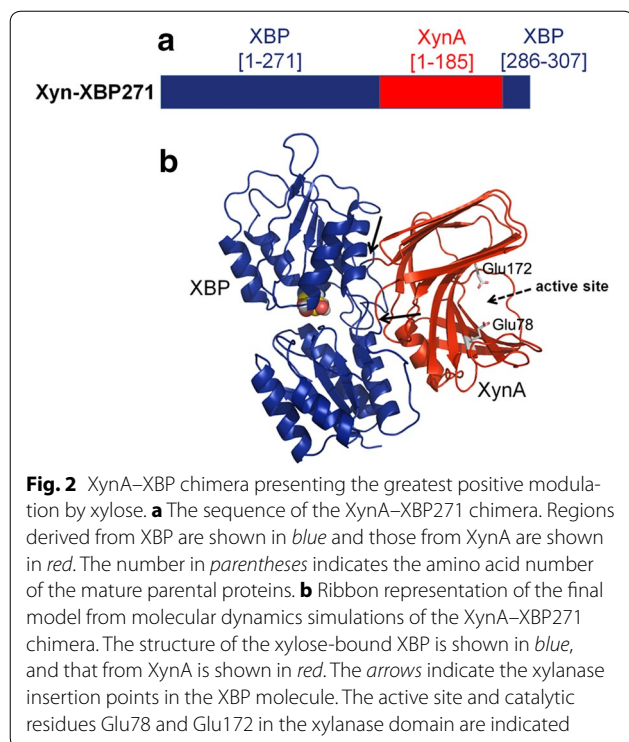 a
XBP XynA XBP
[1-271] [1-185] [286-307]
Xyn-XBP271
b
XBP
Glu172
active site
Glu78
XynA
Fig. 2 XynA–XBP chimera presenting the greatest positive modula-
tion by xylose. a The sequence of the XynA–XBP271 chimera. Regions
derived from XBP are shown in blue and those from XynA are shown
in red. The number in parentheses indicates the amino acid number
of the mature parental proteins. b Ribbon representation of the final
model from molecular dynamics simulations of the XynA–XBP271
chimera. The structure of the xylose-bound XBP is shown in blue,
and that from XynA is shown in red. The arrows indicate the xylanase
insertion points in the XBP molecule. The active site and catalytic
residues Glu78 and Glu172 in the xylanase domain are indicated